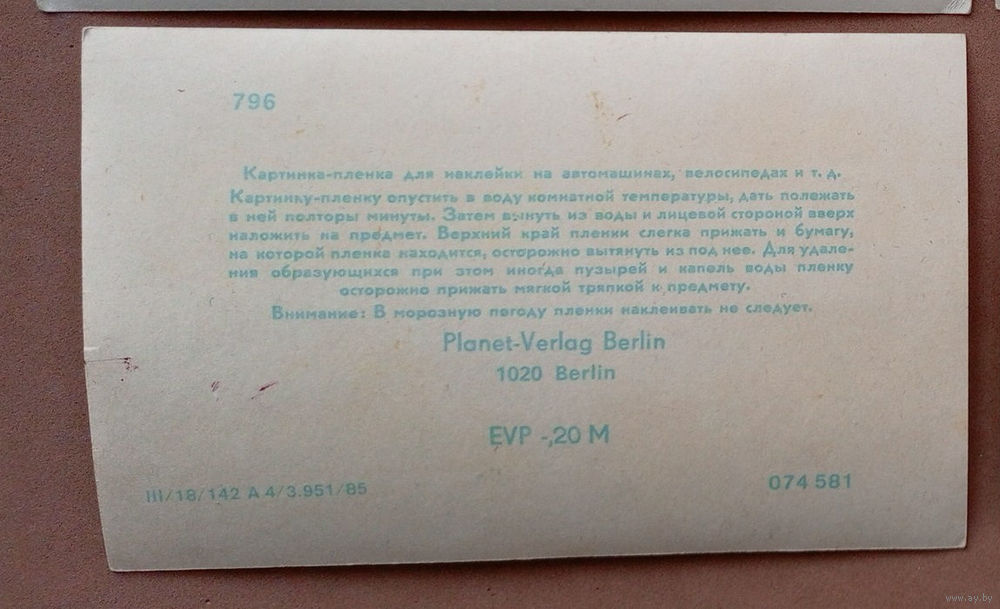 796
Картинка-пленка для наклейки на автомашинах, велосипедах и т. д.
Картинку-пленку опустить в воду комнатной температуры, дать полежать
в ней полторы минуты. Затем вынуть из воды и лицевой стороной вверх
наложить на предмет. Верхний край пленки слегка прижать и бумагу,
на которой пленка находится, осторожно вытянуть из под нее. Для удале-
ния образующихся при этом иногда пузырей и капель воды пленку
осторожно прижать мягкой тряпкой к предмету.
Внимание: В морозную погоду пленки наклеивать не следует.
Planet-Verlag Berlin
1020 Berlin
EVP -,20 M
III/18/142 A 4/3.951/85
074 581
www.ay.by